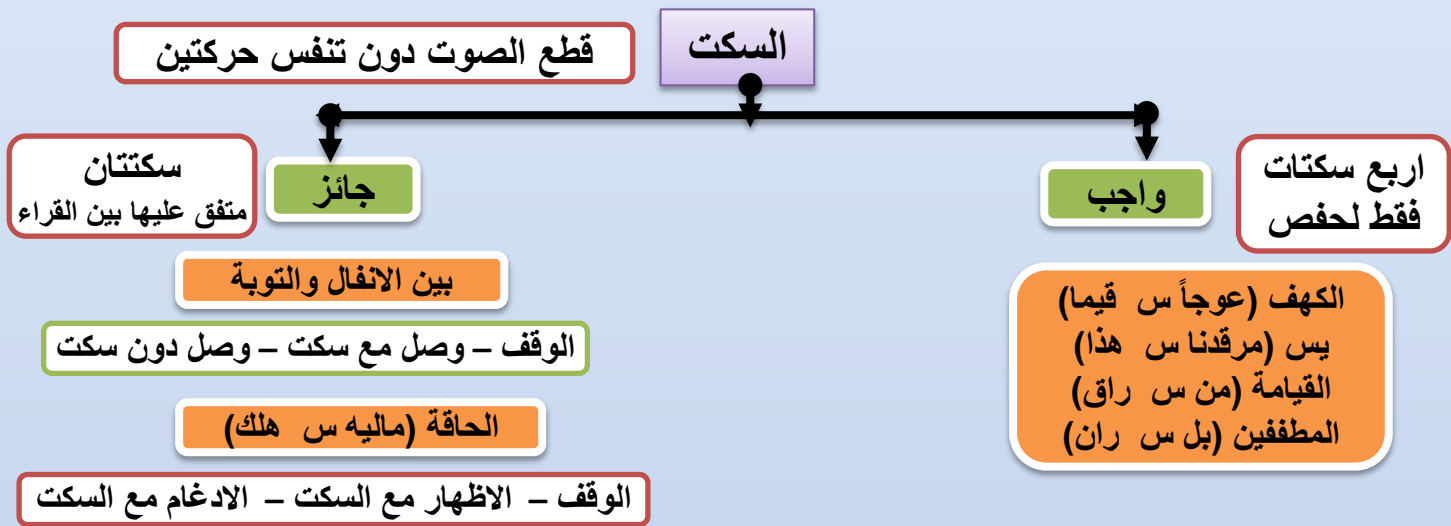 السكت
قطع الصوت دون تنفس حركتين
واجب
اربع سكتات
فقط لحفص
الكهف (عوجاً س قيما)
يس (مرقدنا س هذا)
القيامة (من س راق)
المطففين (بل س ران)
جائز
سكتتان
متفق عليها بين القراء
بين الانفال والتوبة
الوقف – وصل مع سكت – وصل دون سكت
الحاقة (ماليه س هلك)
الوقف – الاظهار مع السكت – الادغام مع السكت